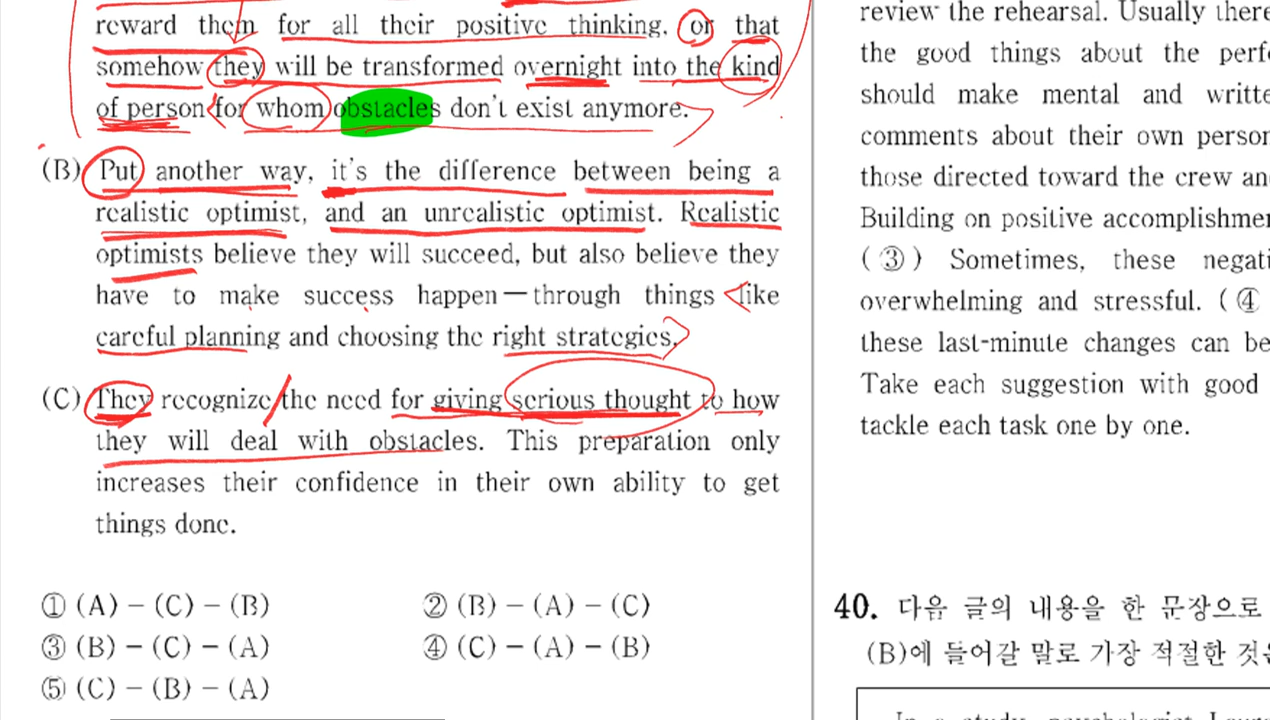 reward them for all their positive thinking, or that
somehow they will be transformed overnight into the kind
of person for whom obstacles don't exist anymore.
(B) Put another way, it's the difference between being a
realistic optimist, and an unrealistic optimist. Realistic
optimists believe they will succeed, but also believe they
have to make success happen—through things like
careful planning and choosing the right strategies.
(C) They recognize the need for giving serious thought to how
they will deal with obstacles. This preparation only
increases their confidence in their own ability to get
things done.
① (A) - (C) - (B) ② (B) - (A) - (C)
③ (B) - (C) - (A) ④ (C) - (A) - (B)
⑤ (C) - (B) - (A)
review the rehearsal. Usually there
the good things about the perf
should make mental and writte
comments about their own person
those directed toward the crew an
Building on positive accomplishme
( ③ ) Sometimes, these negati
overwhelming and stressful. ( ④
these last-minute changes can be
Take each suggestion with good
tackle each task one by one.
40. 다음 글의 내용을 한 문장으로
(B)에 들어갈 말로 가장 적절한 것